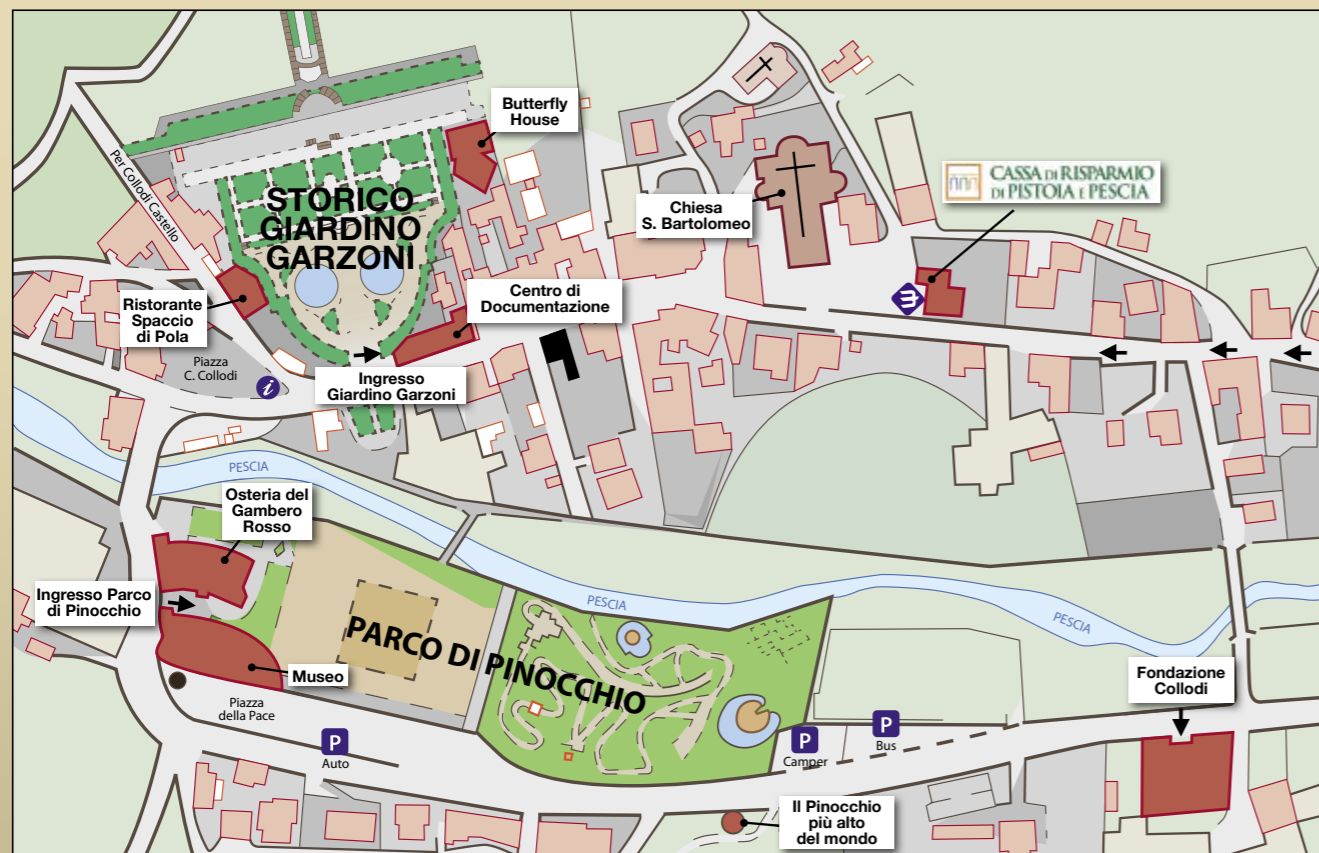 Butterfly
House
Per Collodi Castello
STORICO
GIARDINO
GARZONI
Chiesa
S. Bartolomeo
CASSA DI RISPARMIO
DI PISTOIA E PESCIA
Ristorante
Spaccio
di Pola
Centro di
Documentazione
Piazza
C. Collodi
i
Ingresso
Giardino Garzoni
PESCIA
Osteria del
Gambero
Rosso
Ingresso Parco
di Pinocchio
PESCIA
PESCIA
PARCO DI PINOCCHIO
Museo
Fondazione
Collodi
Piazza
della Pace
P
Auto
P
Camper
P
Bus
Il Pinocchio
più alto
del mondo